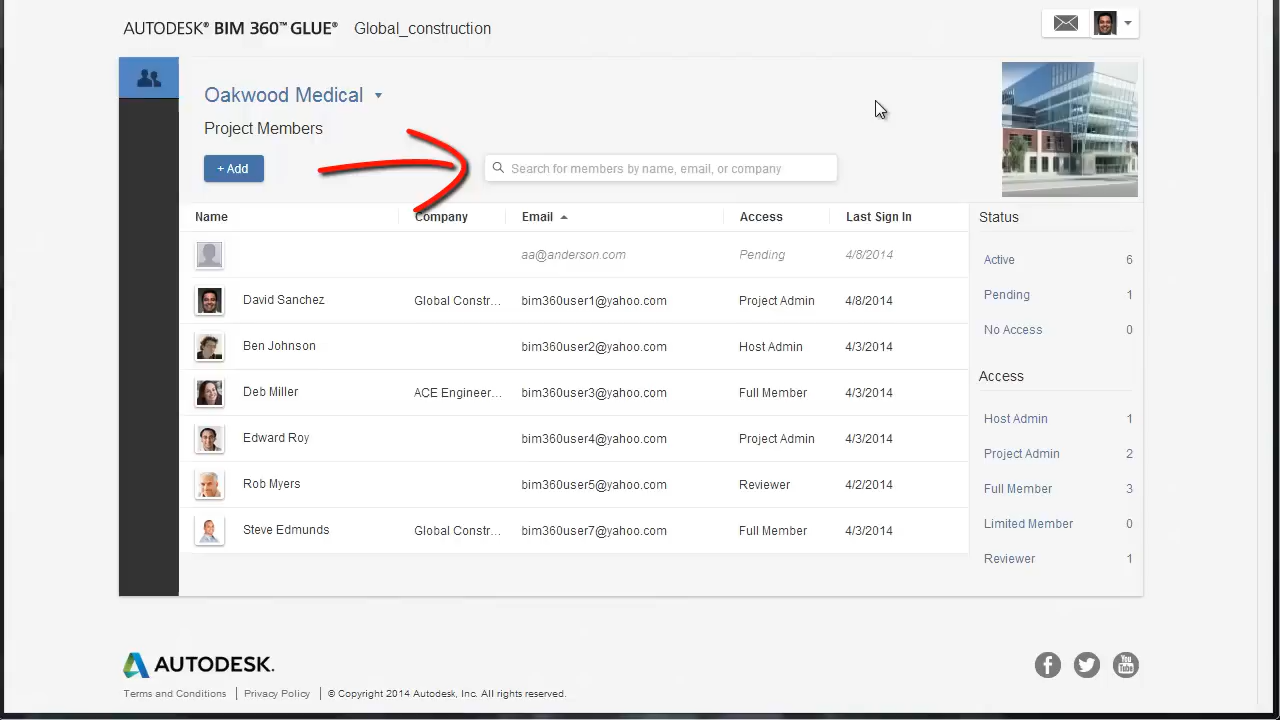 AUTODESK® BIM 360™ GLUE® Global_construction
Oakwood Medical
Project Members
+ Add
Search for members by name, email, or company
Name Company Email Access Last Sign In
aa@anderson.com Pending 4/8/2014
David Sanchez Global Constr... bim360user1@yahoo.com Project Admin 4/8/2014
Ben Johnson bim360user2@yahoo.com Host Admin 4/3/2014
Deb Miller ACE Engineer... bim360user3@yahoo.com Full Member 4/3/2014
Edward Roy bim360user4@yahoo.com Project Admin 4/3/2014
Rob Myers bim360user5@yahoo.com Reviewer 4/2/2014
Steve Edmunds Global Constr... bim360user7@yahoo.com Full Member 4/3/2014
Status
Active 6
Pending 1
No Access 0
Access
Host Admin 1
Project Admin 2
Full Member 3
Limited Member 0
Reviewer 1
AUTODESK.
You Tube
Terms and Conditions | Privacy Policy | © Copyright 2014 Autodesk, Inc. All rights reserved.